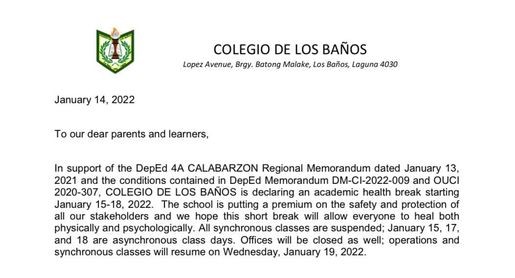 COLEGIO DE LOS BAÑOS
Lopez Avenue, Brgy. Batong Malake, Los Baños, Laguna 4030
January 14, 2022
To our dear parents and learners,
In support of the DepEd 4A CALABARZON Regional Memorandum dated January 13,
2021 and the conditions contained in DepEd Memorandum DM-CI-2022-009 and OUCI
2020-307, COLEGIO DE LOS BAÑOS is declaring an academic health break starting
January 15-18, 2022. The school is putting a premium on the safety and protection of
all our stakeholders and we hope this short break will allow everyone to heal both
physically and psychologically. All synchronous classes are suspended; January 15, 17,
and 18 are asynchronous class days. Offices will be closed as well; operations and
synchronous classes will resume on Wednesday, January 19, 2022.